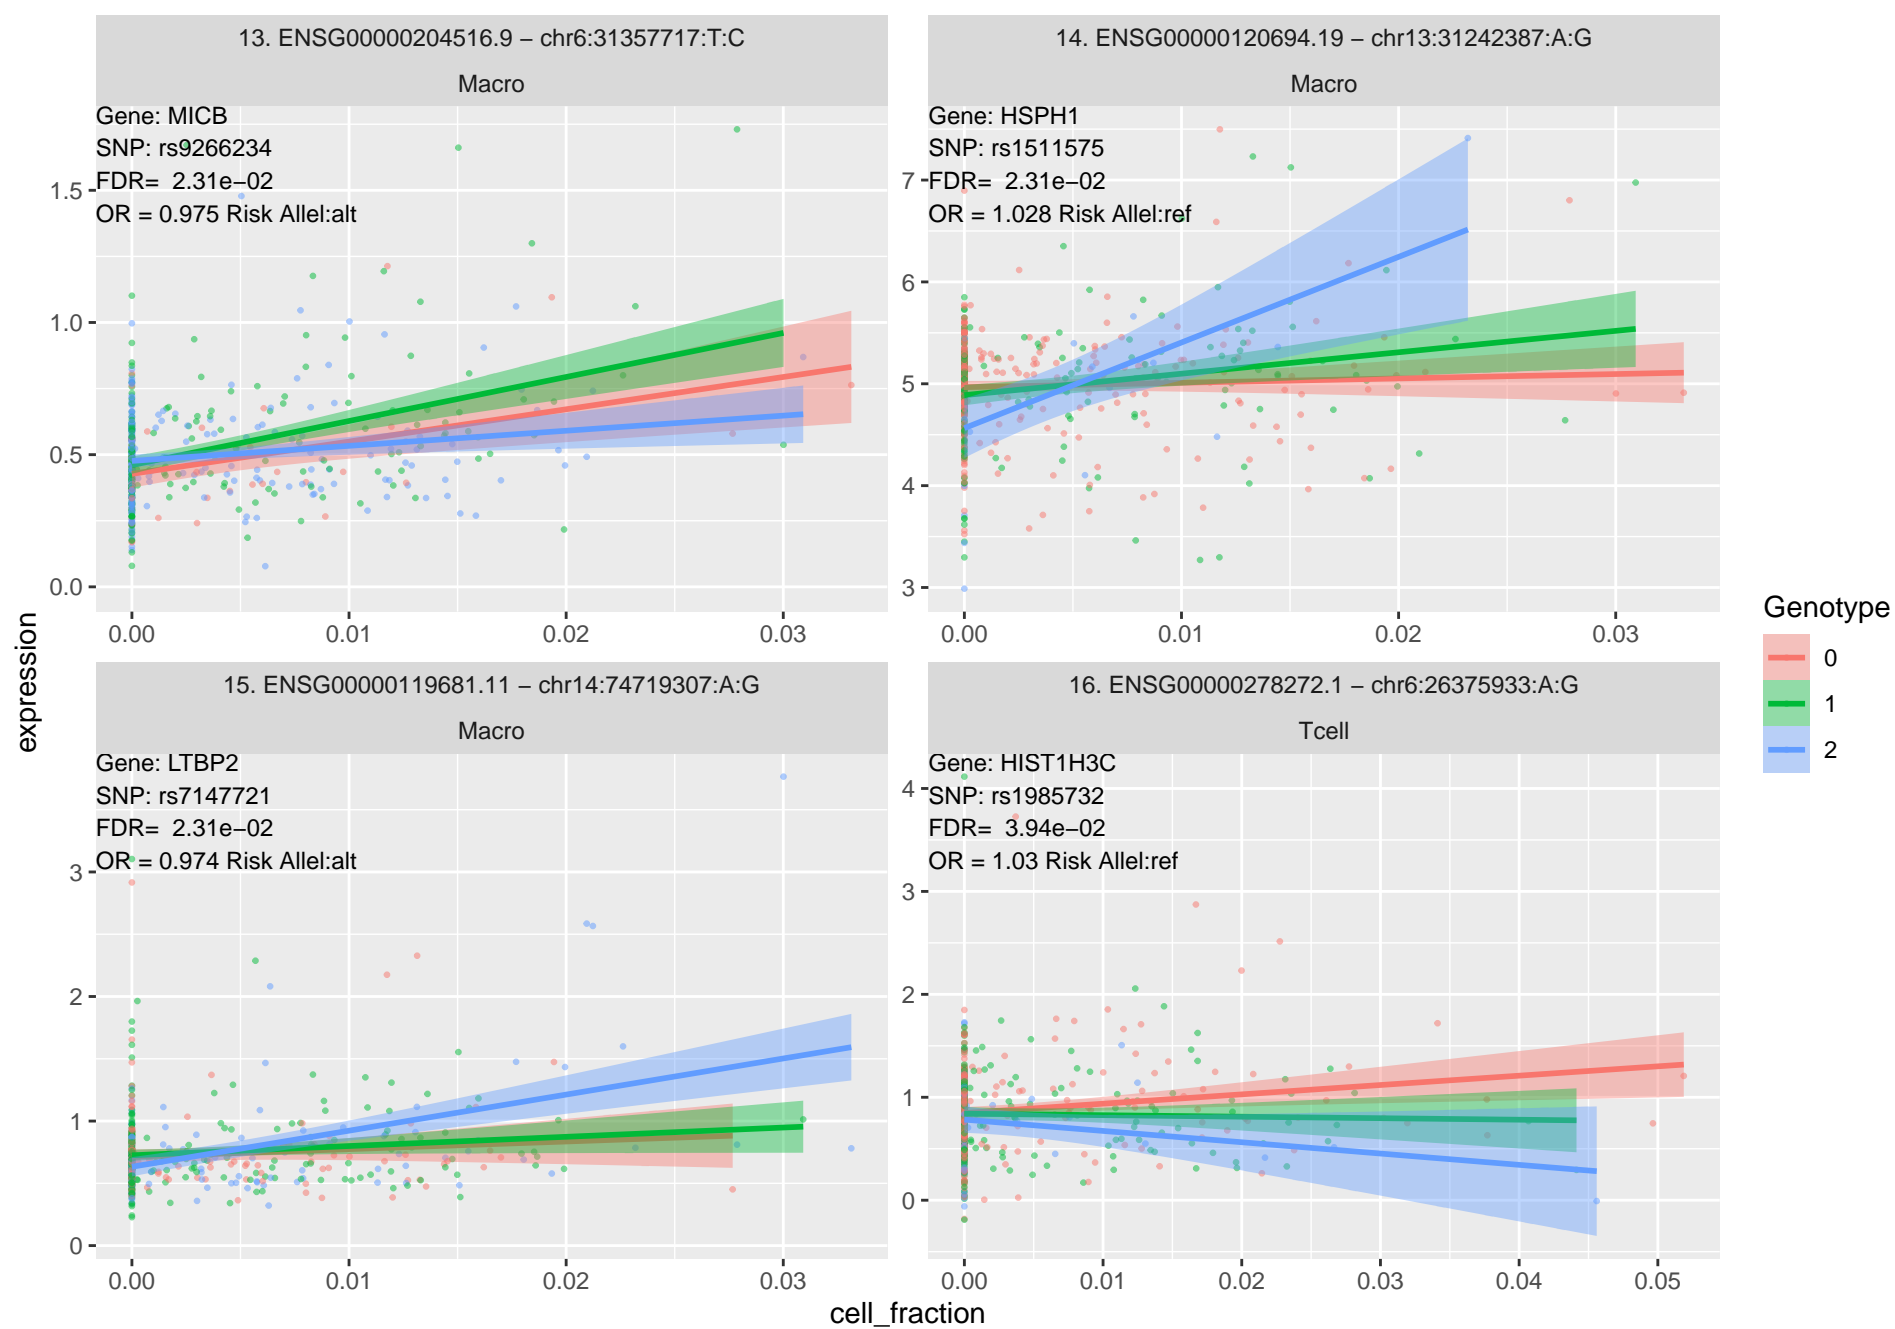 13. ENSG00000204516.9 − chr6:31357717:T:C
Macro
Gene: MICB
SNP: rs9266234
FDR= 2.31e−02
OR = 0.975 Risk Allel:alt
1.5
1.0
0.5
0.0
0.00 0.01 0.02 0.03
14. ENSG00000120694.19 − chr13:31242387:A:G
Macro
Gene: HSPH1
SNP: rs1511575
FDR= 2.31e−02
OR = 1.028 Risk Allel:ref
7
6
5
4
3
0.00 0.01 0.02 0.03
15. ENSG00000119681.11 − chr14:74719307:A:G
Macro
Gene: LTBP2
SNP: rs7147721
FDR= 2.31e−02
OR = 0.974 Risk Allel:alt
3
2
1
0
0.00 0.01 0.02 0.03
16. ENSG00000278272.1 − chr6:26375933:A:G
Tcell
Gene: HIST1H3C
SNP: rs1985732
FDR= 3.94e−02
OR = 1.03 Risk Allel:ref
4
3
2
1
0
0.00 0.01 0.02 0.03 0.04 0.05
expression
cell_fraction
Genotype
0
1
2